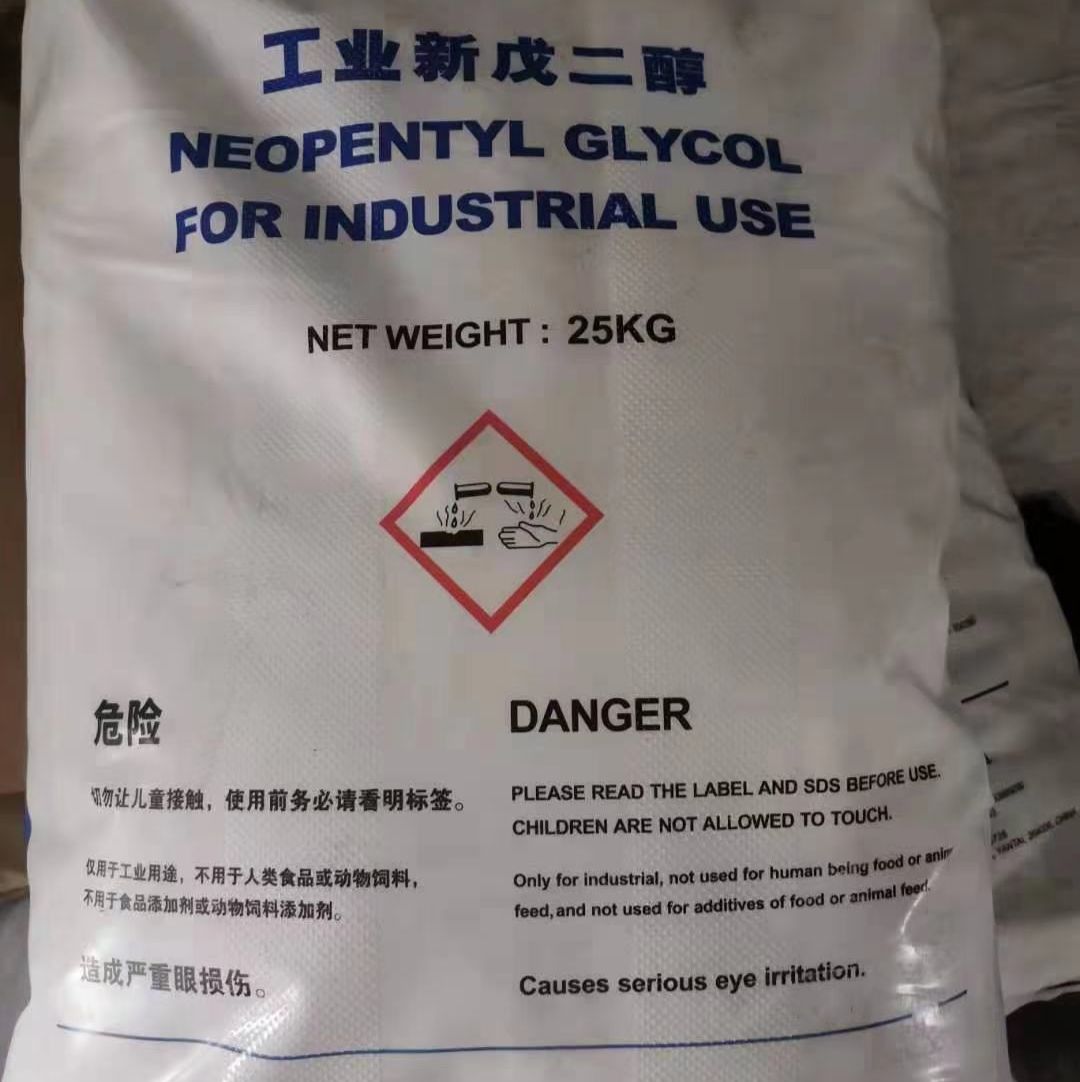 工业新戊二醇
NEOPENTYL GLYCOL
FOR INDUSTRIAL USE
NET WEIGHT : 25KG
危险
DANGER
切勿让儿童接触，使用前务必请看明标签。
PLEASE READ THE LABEL AND SDS BEFORE USE.
CHILDREN ARE NOT ALLOWED TO TOUCH.
仅用于工业用途，不用于人类食品或动物饲料，
不用于食品添加剂或动物饲料添加剂。
Only for industrial, not used for human being food or anim
feed, and not used for additives of food or animal feed.
造成严重眼损伤。
Causes serious eye irritation.